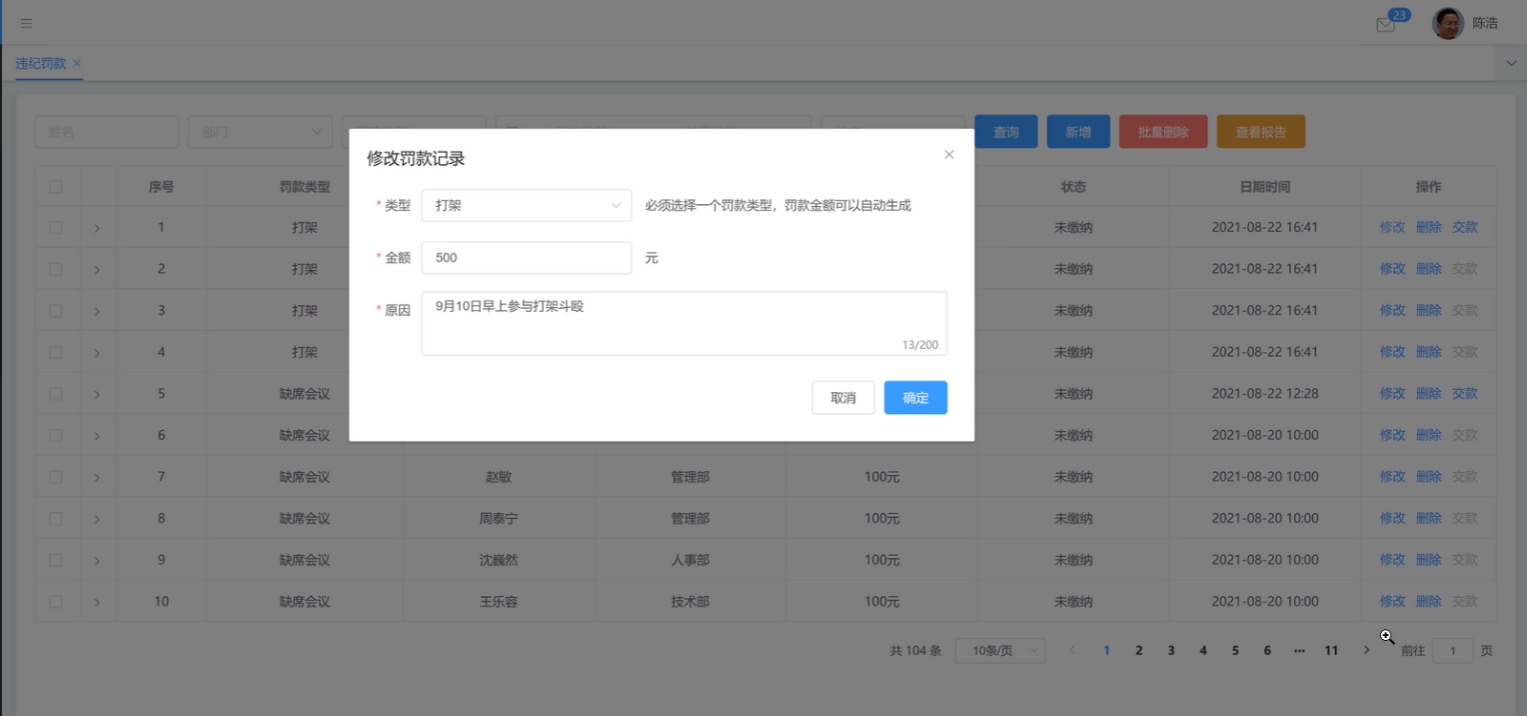 23
陈浩
违纪罚款 ×
姓名 部门 查询 新增 批量删除 查看报告
序号 罚款类型 状态 日期时间 操作
1 打架 未缴纳 2021-08-22 16:41 修改 删除 交款
2 打架 未缴纳 2021-08-22 16:41 修改 删除 交款
3 打架 未缴纳 2021-08-22 16:41 修改 删除 交款
4 打架 未缴纳 2021-08-22 16:41 修改 删除 交款
5 缺席会议 未缴纳 2021-08-22 12:28 修改 删除 交款
6 缺席会议 未缴纳 2021-08-20 10:00 修改 删除 交款
7 缺席会议 赵敏 管理部 100元 未缴纳 2021-08-20 10:00 修改 删除 交款
8 缺席会议 周泰宁 管理部 100元 未缴纳 2021-08-20 10:00 修改 删除 交款
9 缺席会议 沈巍然 人事部 100元 未缴纳 2021-08-20 10:00 修改 删除 交款
10 缺席会议 王乐容 技术部 100元 未缴纳 2021-08-20 10:00 修改 删除 交款
共 104 条 10条/页 1 2 3 4 5 6 ··· 11 前往 1 页
修改罚款记录
* 类型 打架 必须选择一个罚款类型，罚款金额可以自动生成
* 金额 500 元
* 原因 9月10日早上参与打架斗殴
13/200
取消 确定